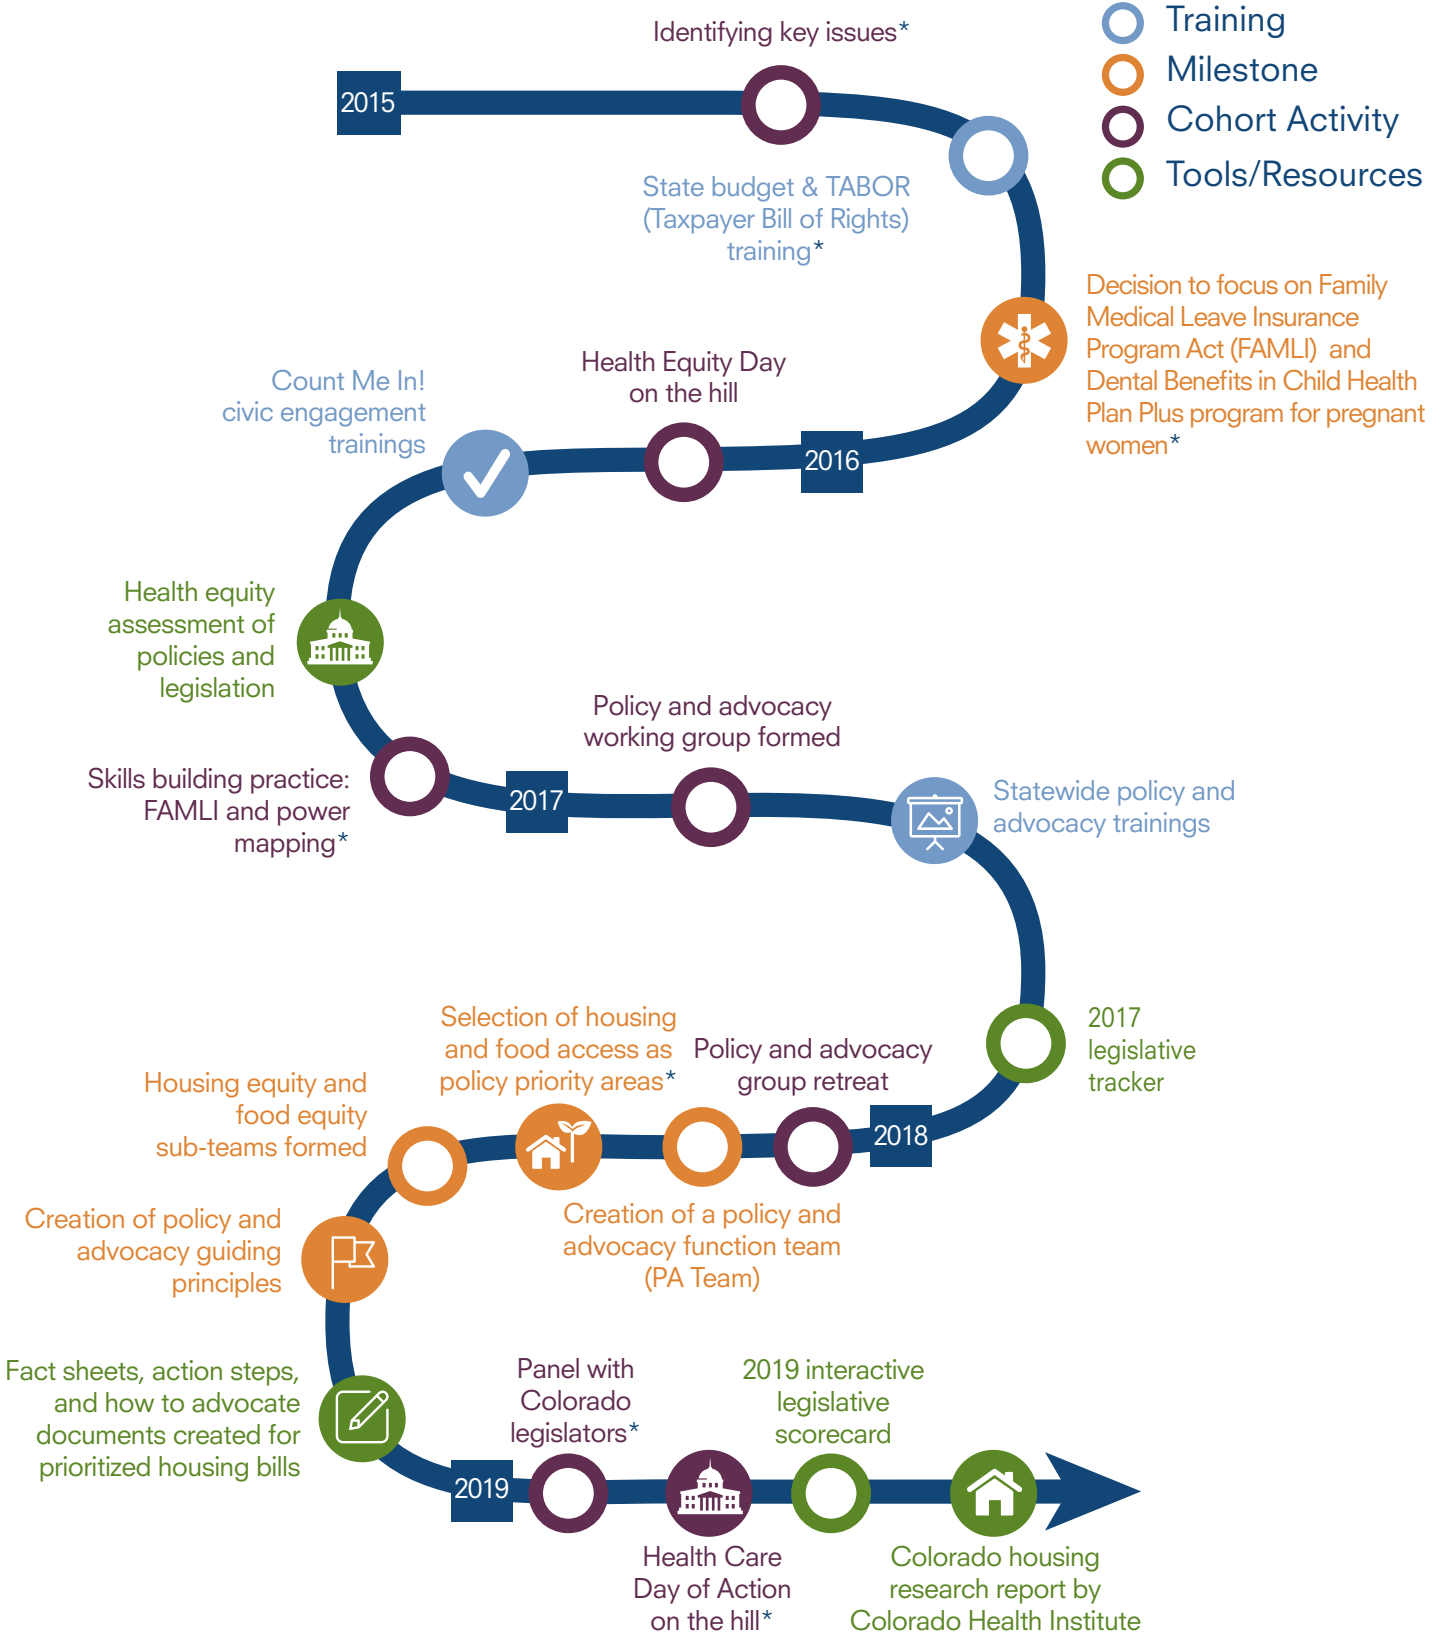 Training
Milestone
Cohort Activity
Tools/Resources
Identifying key issues*
2015
State budget & TABOR
(Taxpayer Bill of Rights)
training*
Decision to focus on Family
Medical Leave Insurance
Program Act (FAMLI) and
Dental Benefits in Child Health
Plan Plus program for pregnant
women*
2016
Health Equity Day
on the hill
Count Me In!
civic engagement
trainings
Health equity
assessment of
policies and
legislation
Skills building practice:
FAMLI and power
mapping*
2017
Policy and advocacy
working group formed
Statewide policy and
advocacy trainings
2017
legislative
tracker
2018
Policy and advocacy
group retreat
Creation of a policy and
advocacy function team
(PA Team)
Selection of housing
and food access as
policy priority areas*
Housing equity and
food equity
sub-teams formed
Creation of policy and
advocacy guiding
principles
Fact sheets, action steps,
and how to advocate
documents created for
prioritized housing bills
2019
Panel with
Colorado
legislators*
Health Care
Day of Action
on the hill*
2019 interactive
legislative
scorecard
Colorado housing
research report by
Colorado Health Institute